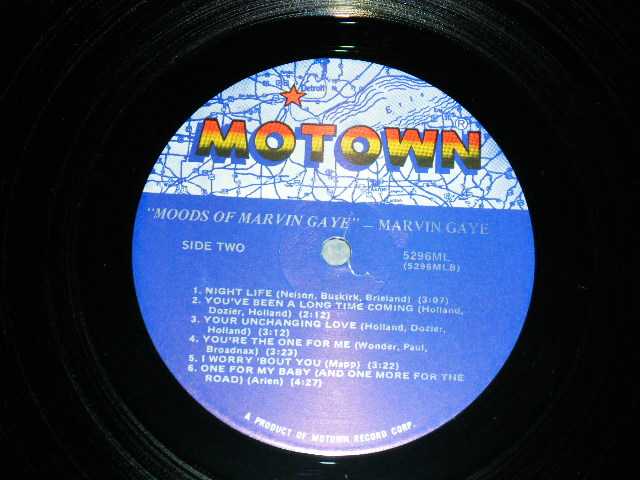 Detroit
ERIE
MOTOWN
(R)
Akron
"MOODS OF MARVIN GAYE" – MARVIN GAYE
SIDE TWO
5296ML
(5296MLB)
1. NIGHT LIFE (Nelson, Buskirk, Brieland) (3:07)
2. YOU'VE BEEN A LONG TIME COMING (Holland,
Dozier, Holland) (2:12)
3. YOUR UNCHANGING LOVE (Holland, Dozier,
Holland) (3:12)
4. YOU'RE THE ONE FOR ME (Wonder, Paul,
Broadnax) (3:23)
5. I WORRY 'BOUT YOU (Mapp) (3:22)
6. ONE FOR MY BABY (AND ONE MORE FOR THE
ROAD) (Arlen) (4:27)
A PRODUCT OF MOTOWN RECORD CORP.